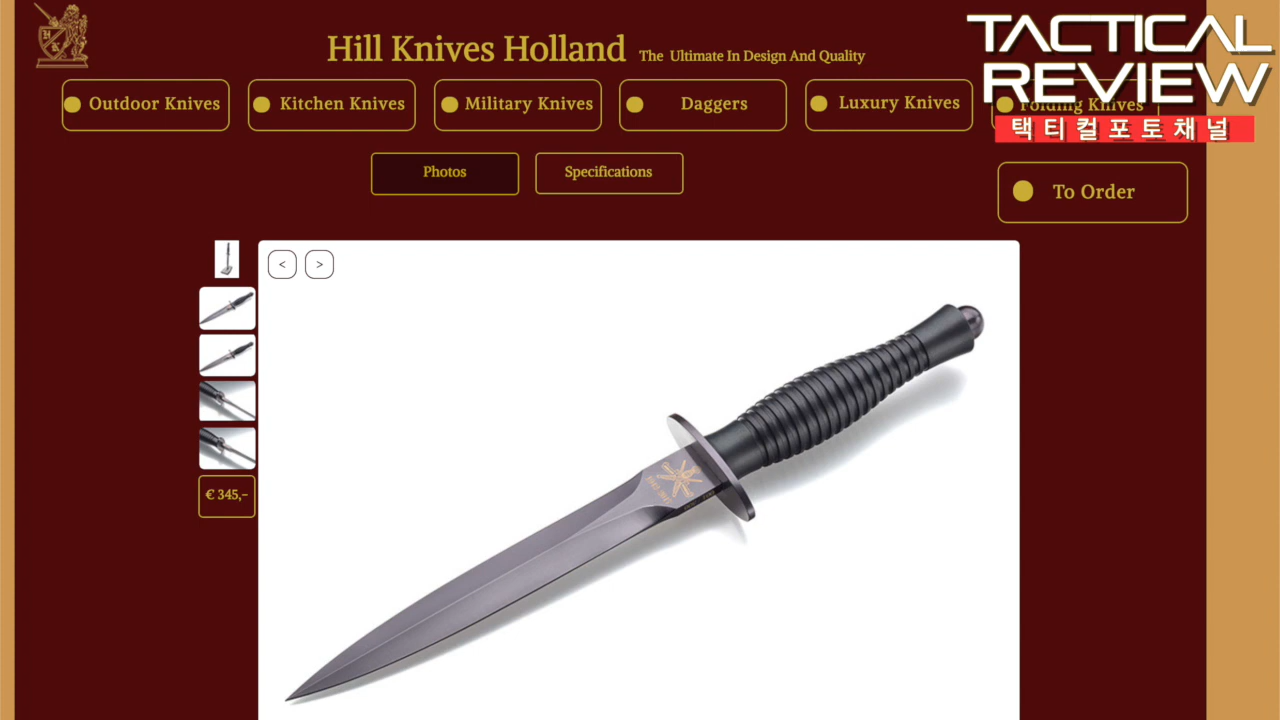 TACTICAL
REVIEW
택티컬포토채널
H
K
Hill Knives Holland The Ultimate In Design And Quality
Outdoor Knives
Kitchen Knives
Military Knives
Daggers
Luxury Knives
Folding Knives
Photos
Specifications
To Order
< >
€ 345,-